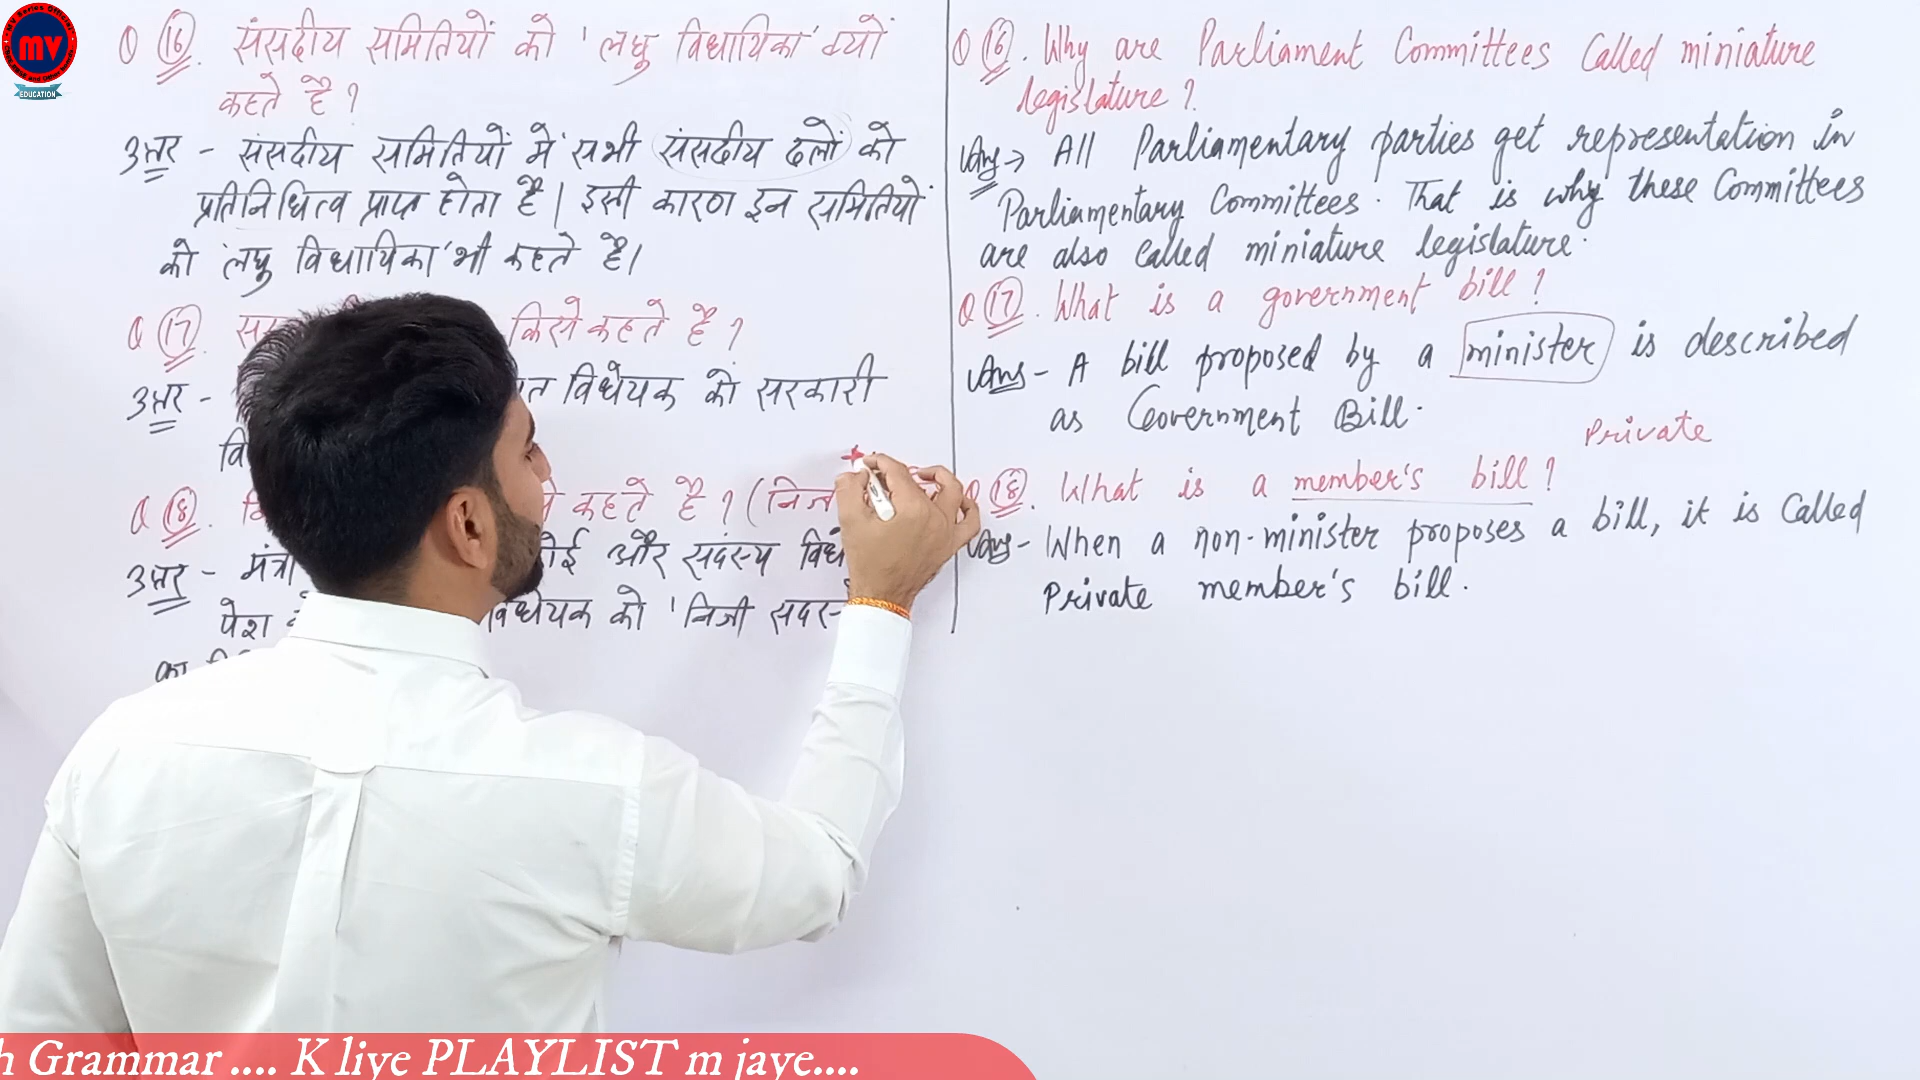 mv
EDUCATION
Q 16. संसदीय समितियों को 'लघु विधायिका' क्यों
कहते है ?
उत्तर - संसदीय समितियों में सभी संसदीय दलों को
प्रतिनिधित्व प्राप्त होता है। इसी कारण इन समितियों
को 'लघु विधायिका' भी कहते है।
Q 17. किसे कहते है ?
उत्तर - विधेयक को सरकारी
वि
Q 18. कहते है ? (निज
उत्तर - मंत्री कोई और सदस्य विधे
पेश विधेयक को 'निजी सदस्
का
Q 16. Why are Parliament Committees Called miniature
legislature ?
Ans → All Parliamentary parties get representation in
Parliamentary Committees. That is why these Committees
are also called miniature legislature.
Q 17. What is a government bill ?
Ans - A bill proposed by a minister is described
as Government Bill.
Private
Q 18. What is a member's bill ?
Ans - When a non-minister proposes a bill, it is Called
Private member's bill.
h Grammar .... K liye PLAYLIST m jaye....